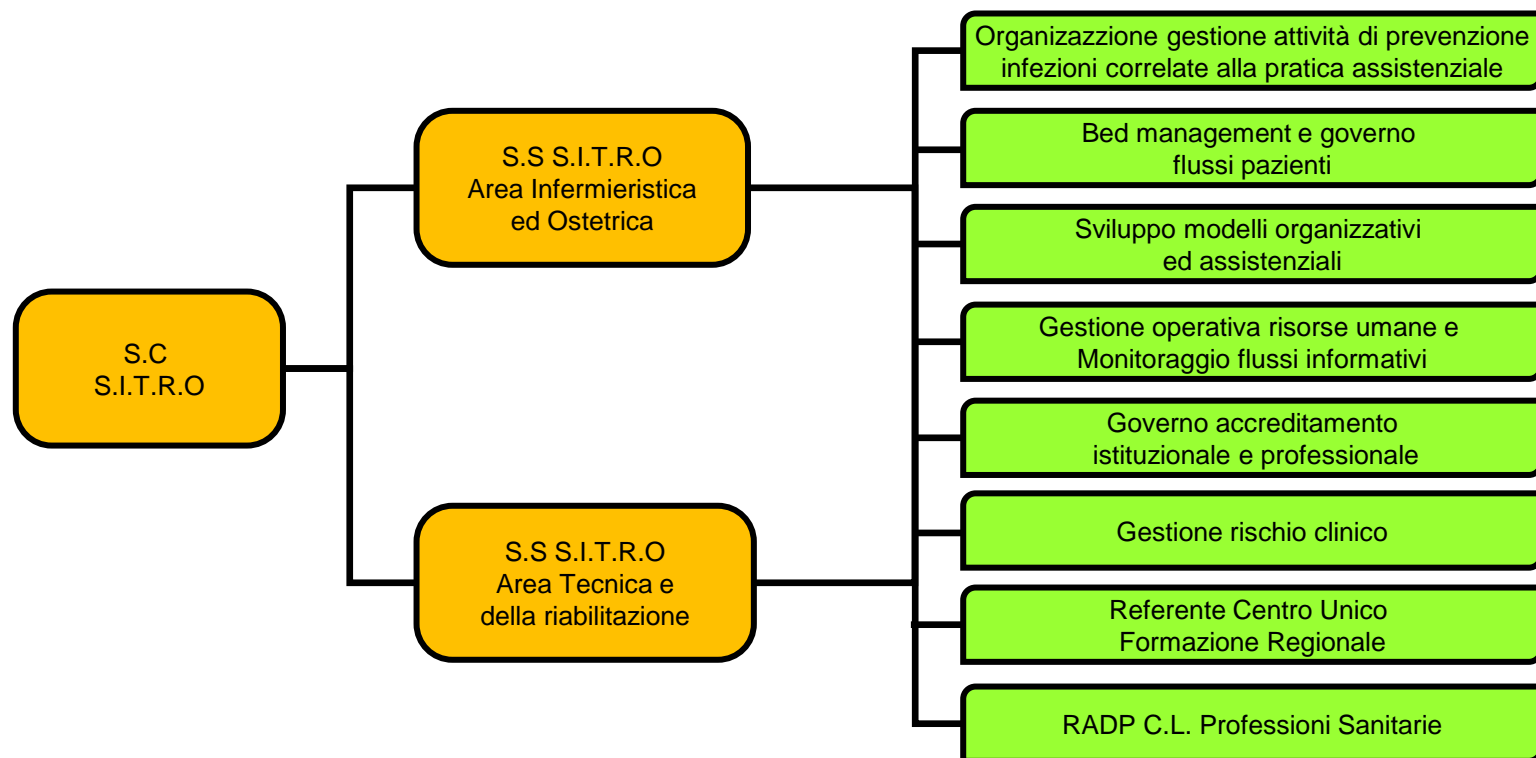 S.C
S.I.T.R.O
S.S S.I.T.R.O
Area Infermieristica
ed Ostetrica
S.S S.I.T.R.O
Area Tecnica e
della riabilitazione
Organizazzione gestione attività di prevenzione
infezioni correlate alla pratica assistenziale
Bed management e governo
flussi pazienti
Sviluppo modelli organizzativi
ed assistenziali
Gestione operativa risorse umane e
Monitoraggio flussi informativi
Governo accreditamento
istituzionale e professionale
Gestione rischio clinico
Referente Centro Unico
Formazione Regionale
RADP C.L. Professioni Sanitarie